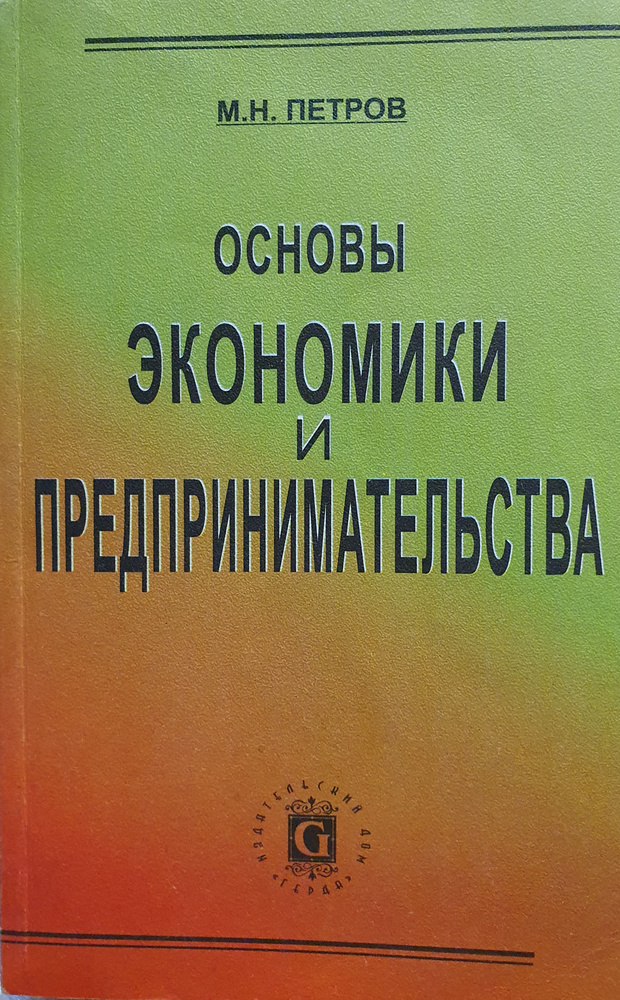 М.Н. ПЕТРОВ
ОСНОВЫ
ЭКОНОМИКИ
И
ПРЕДПРИНИМАТЕЛЬСТВА
ИЗДАТЕЛЬСКИЙ ДОМ
G
«ГЕРДА»